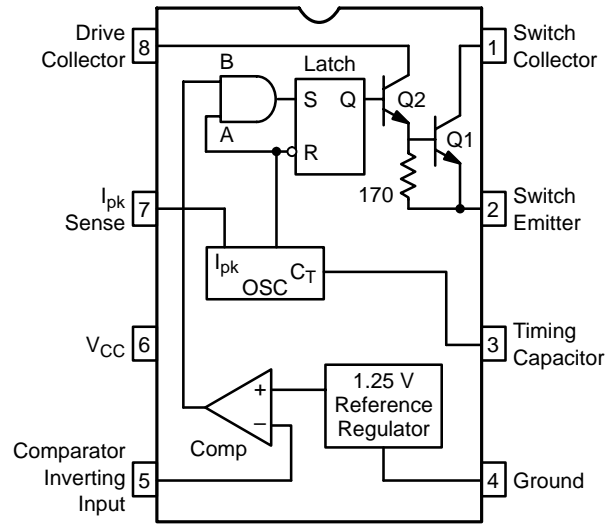 Drive
Collector
8
1
Switch
Collector
B
A
Latch
S
Q
R
Q2
Q1
170
Ipk
Sense
7
2
Switch
Emitter
Ipk
CT
OSC
VCC
6
3
Timing
Capacitor
+
−
Comp
1.25 V
Reference
Regulator
Comparator
Inverting
Input
5
4
Ground